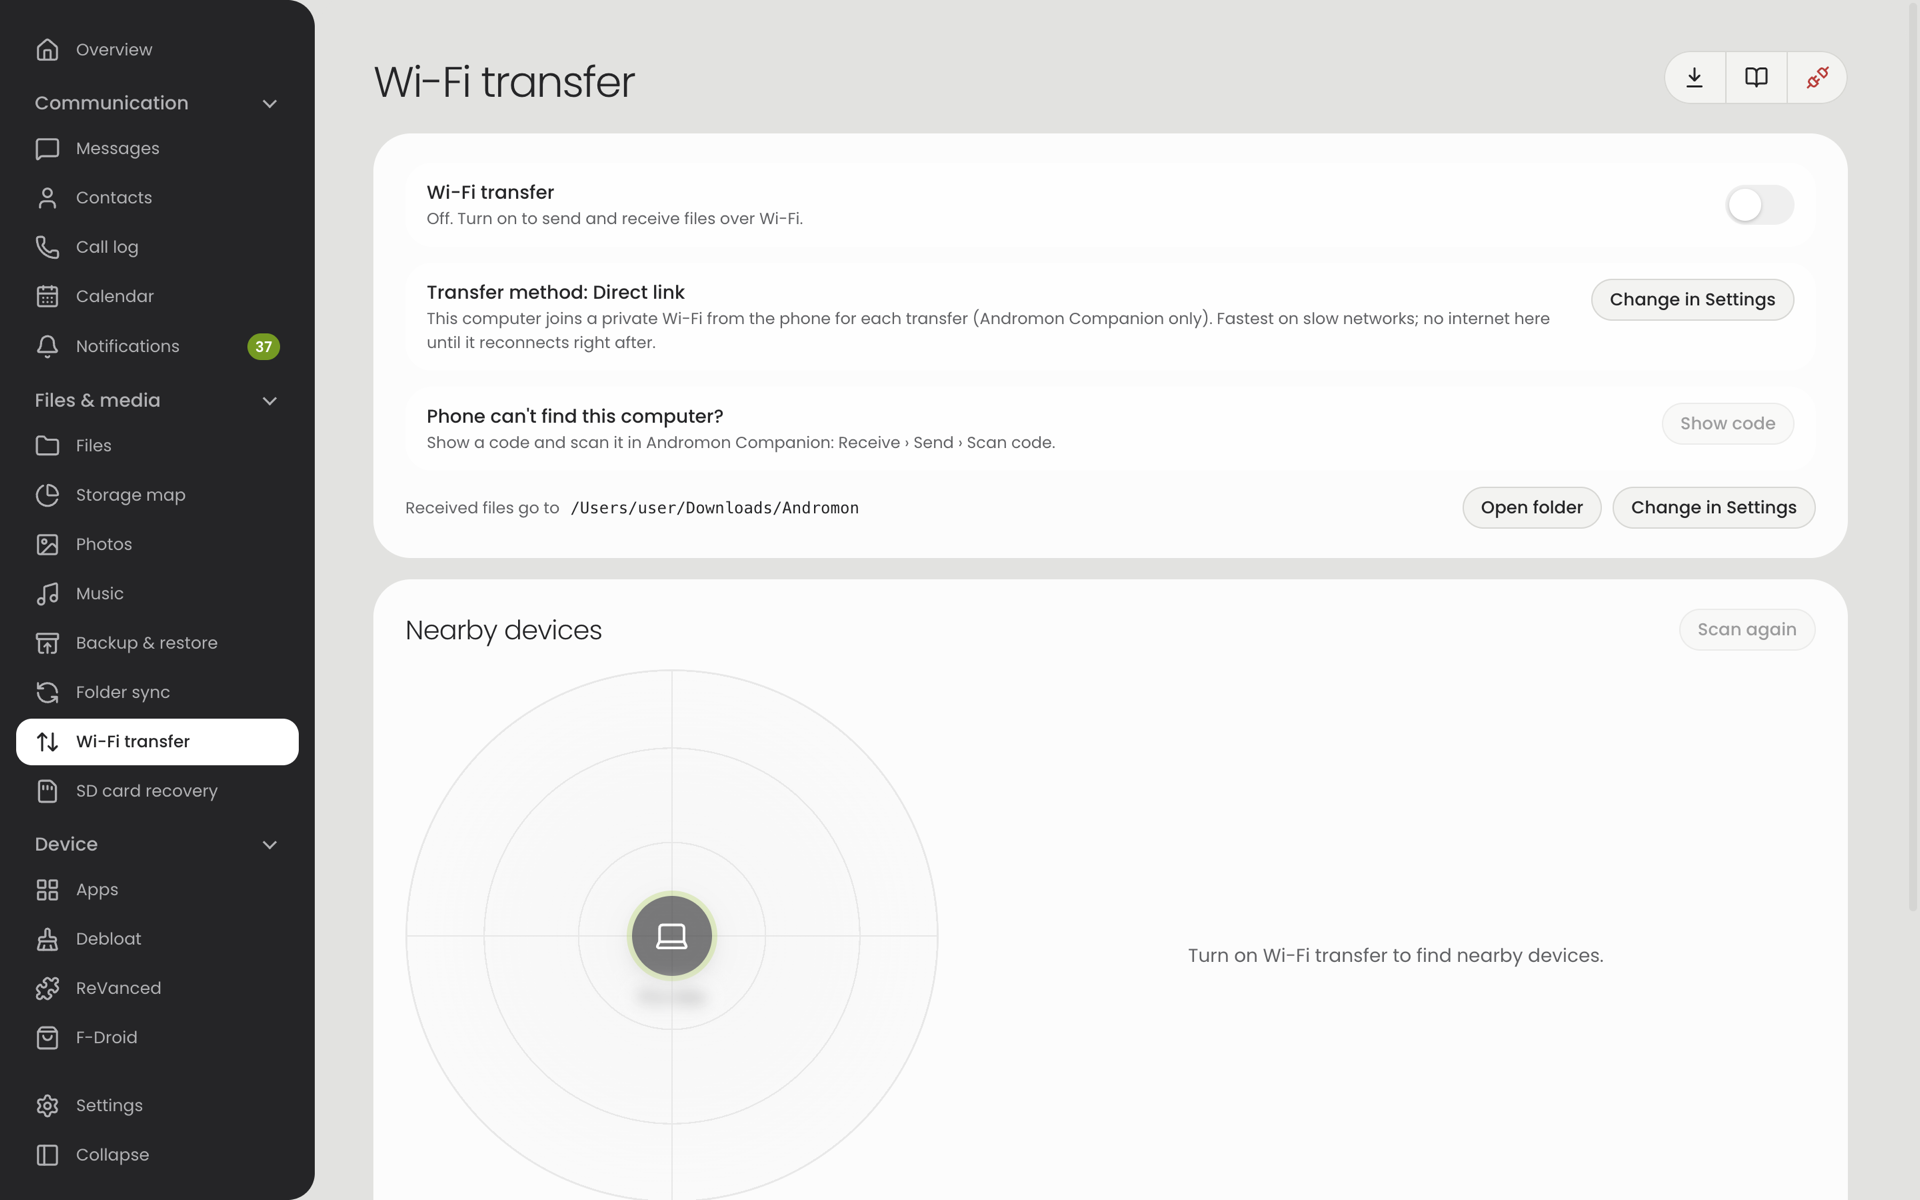 Overview
Communication
Messages
Contacts
Call log
Calendar
Notifications
37
Files & media
Files
Storage map
Photos
Music
Backup & restore
Folder sync
Wi-Fi transfer
SD card recovery
Device
Apps
Debloat
ReVanced
F-Droid
Settings
Collapse
Wi-Fi transfer
Wi-Fi transfer
Off. Turn on to send and receive files over Wi-Fi.
Transfer method: Direct link
This computer joins a private Wi-Fi from the phone for each transfer (Andromon Companion only). Fastest on slow networks; no internet here
until it reconnects right after.
Change in Settings
Phone can't find this computer?
Show a code and scan it in Andromon Companion: Receive › Send › Scan code.
Show code
Received files go to /Users/user/Downloads/Andromon
Open folder
Change in Settings
Nearby devices
Scan again
Turn on Wi-Fi transfer to find nearby devices.